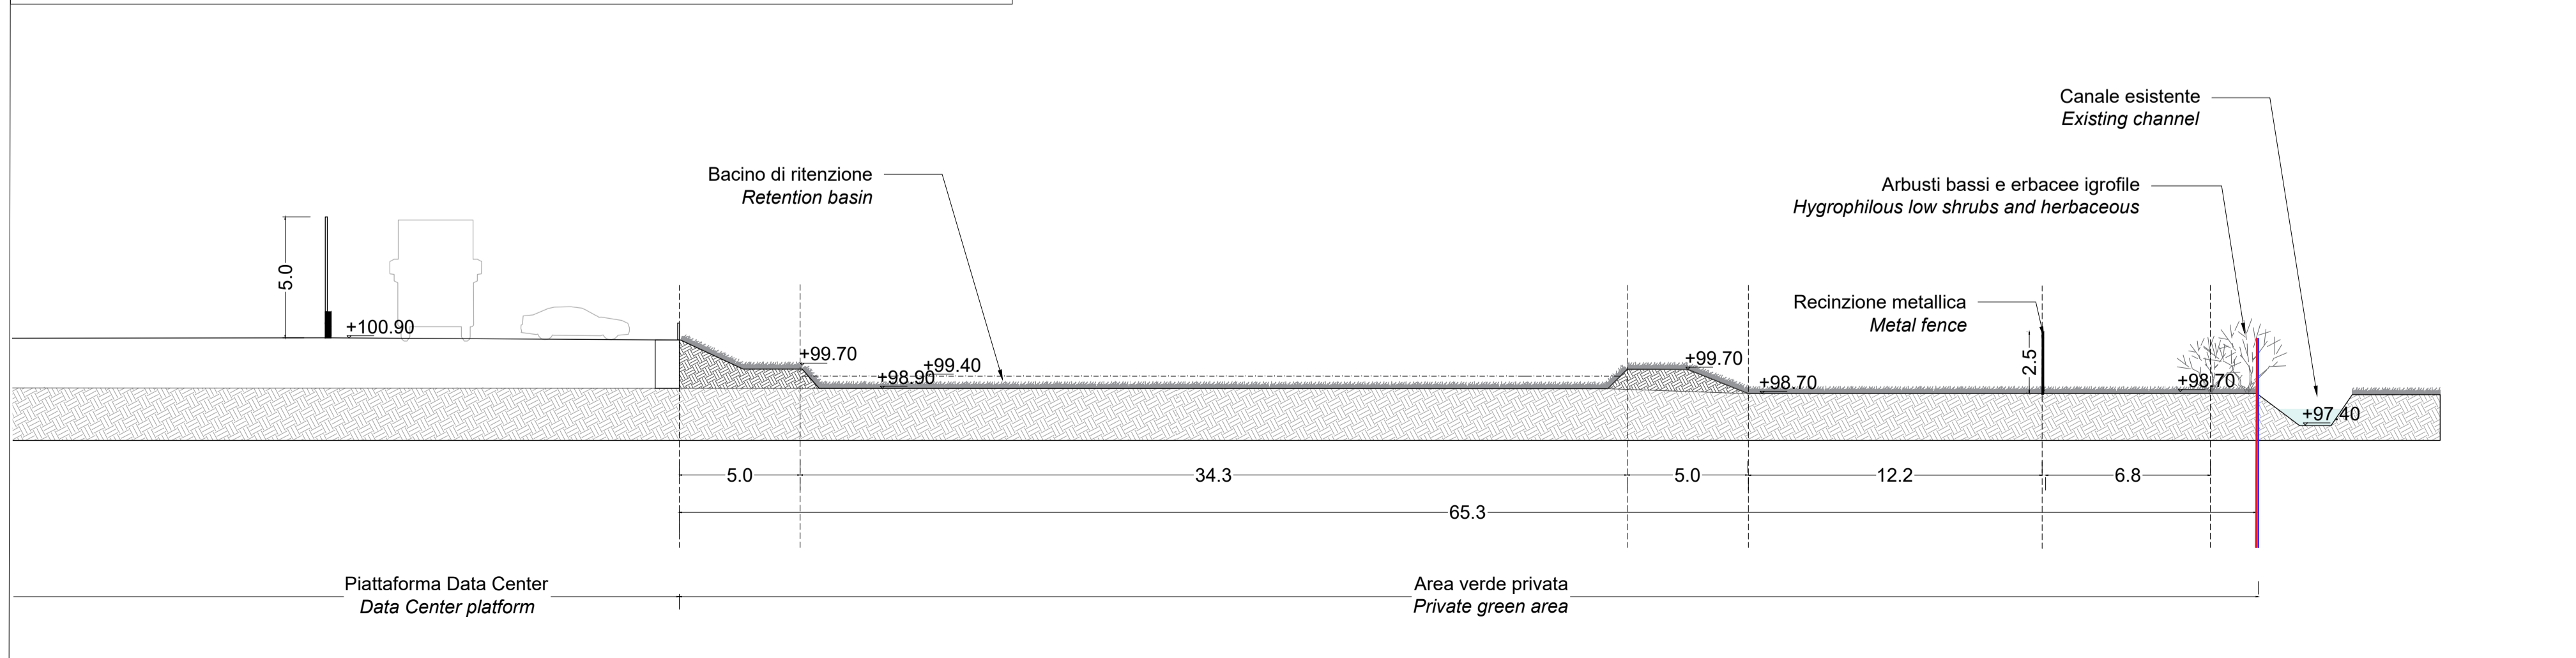 Canale esistente
Existing channel
Bacino di ritenzione
Retention basin
Arbusti bassi e erbacee igrofile
Hygrophilous low shrubs and herbaceous
Recinzione metallica
Metal fence
5.0
+100.90
+99.70
+99.40
+98.90
+99.70
+98.70
2.5
+98.70
+97.40
5.0
34.3
5.0
12.2
6.8
65.3
Piattaforma Data Center
Data Center platform
Area verde privata
Private green area